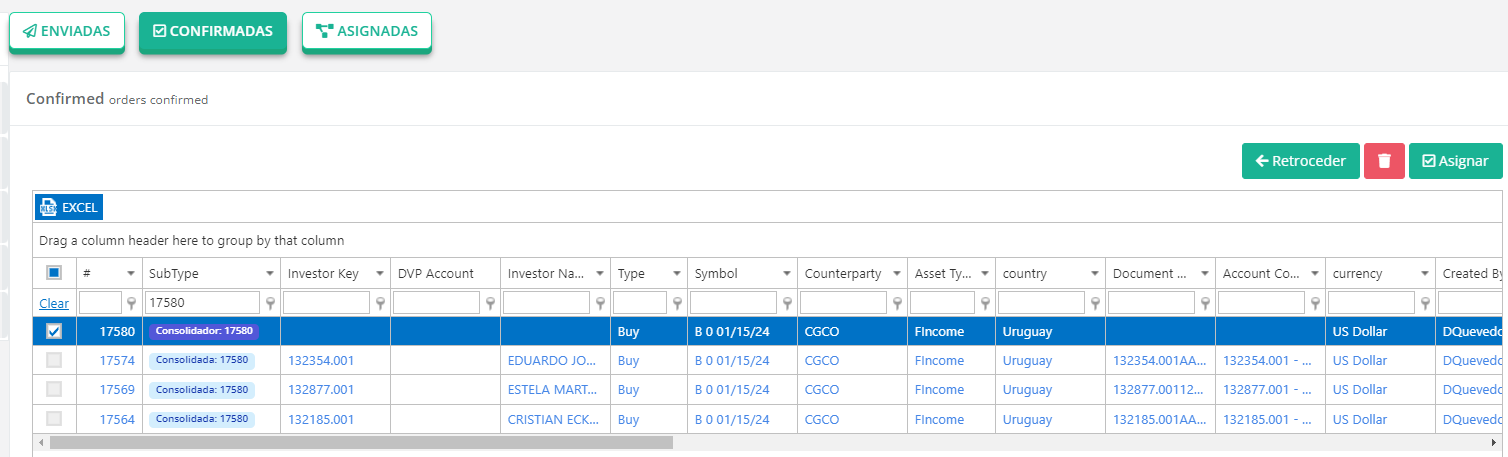 ENVIADAS CONFIRMADAS ASIGNADAS
Confirmed orders confirmed
Retroceder Asignar
XLSX EXCEL
Drag a column header here to group by that column
# SubType Investor Key DVP Account Investor Na... Type Symbol Counterparty Asset Ty... country Document ... Account Co... currency Created By
Clear 17580
17580 Consolidador: 17580 Buy B 0 01/15/24 CGCO FIncome Uruguay US Dollar DQuevedo
17574 Consolidada: 17580 132354.001 EDUARDO JO... Buy B 0 01/15/24 CGCO FIncome Uruguay 132354.001AA... 132354.001 - ... US Dollar DQuevedo
17569 Consolidada: 17580 132877.001 ESTELA MART... Buy B 0 01/15/24 CGCO FIncome Uruguay 132877.00112... 132877.001 - ... US Dollar DQuevedo
17564 Consolidada: 17580 132185.001 CRISTIAN ECK... Buy B 0 01/15/24 CGCO FIncome Uruguay 132185.001AA... 132185.001 - ... US Dollar DQuevedo